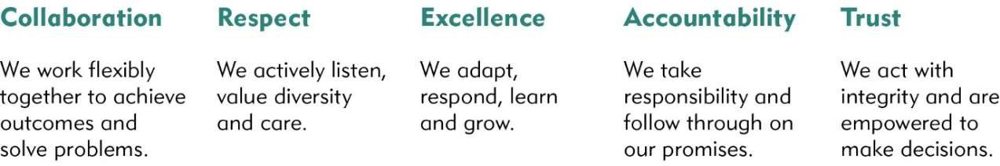 Collaboration
We work flexibly
together to achieve
outcomes and
solve problems.
Respect
We actively listen,
value diversity
and care.
Excellence
We adapt,
respond, learn
and grow.
Accountability
We take
responsibility and
follow through on
our promises.
Trust
We act with
integrity and are
empowered to
make decisions.